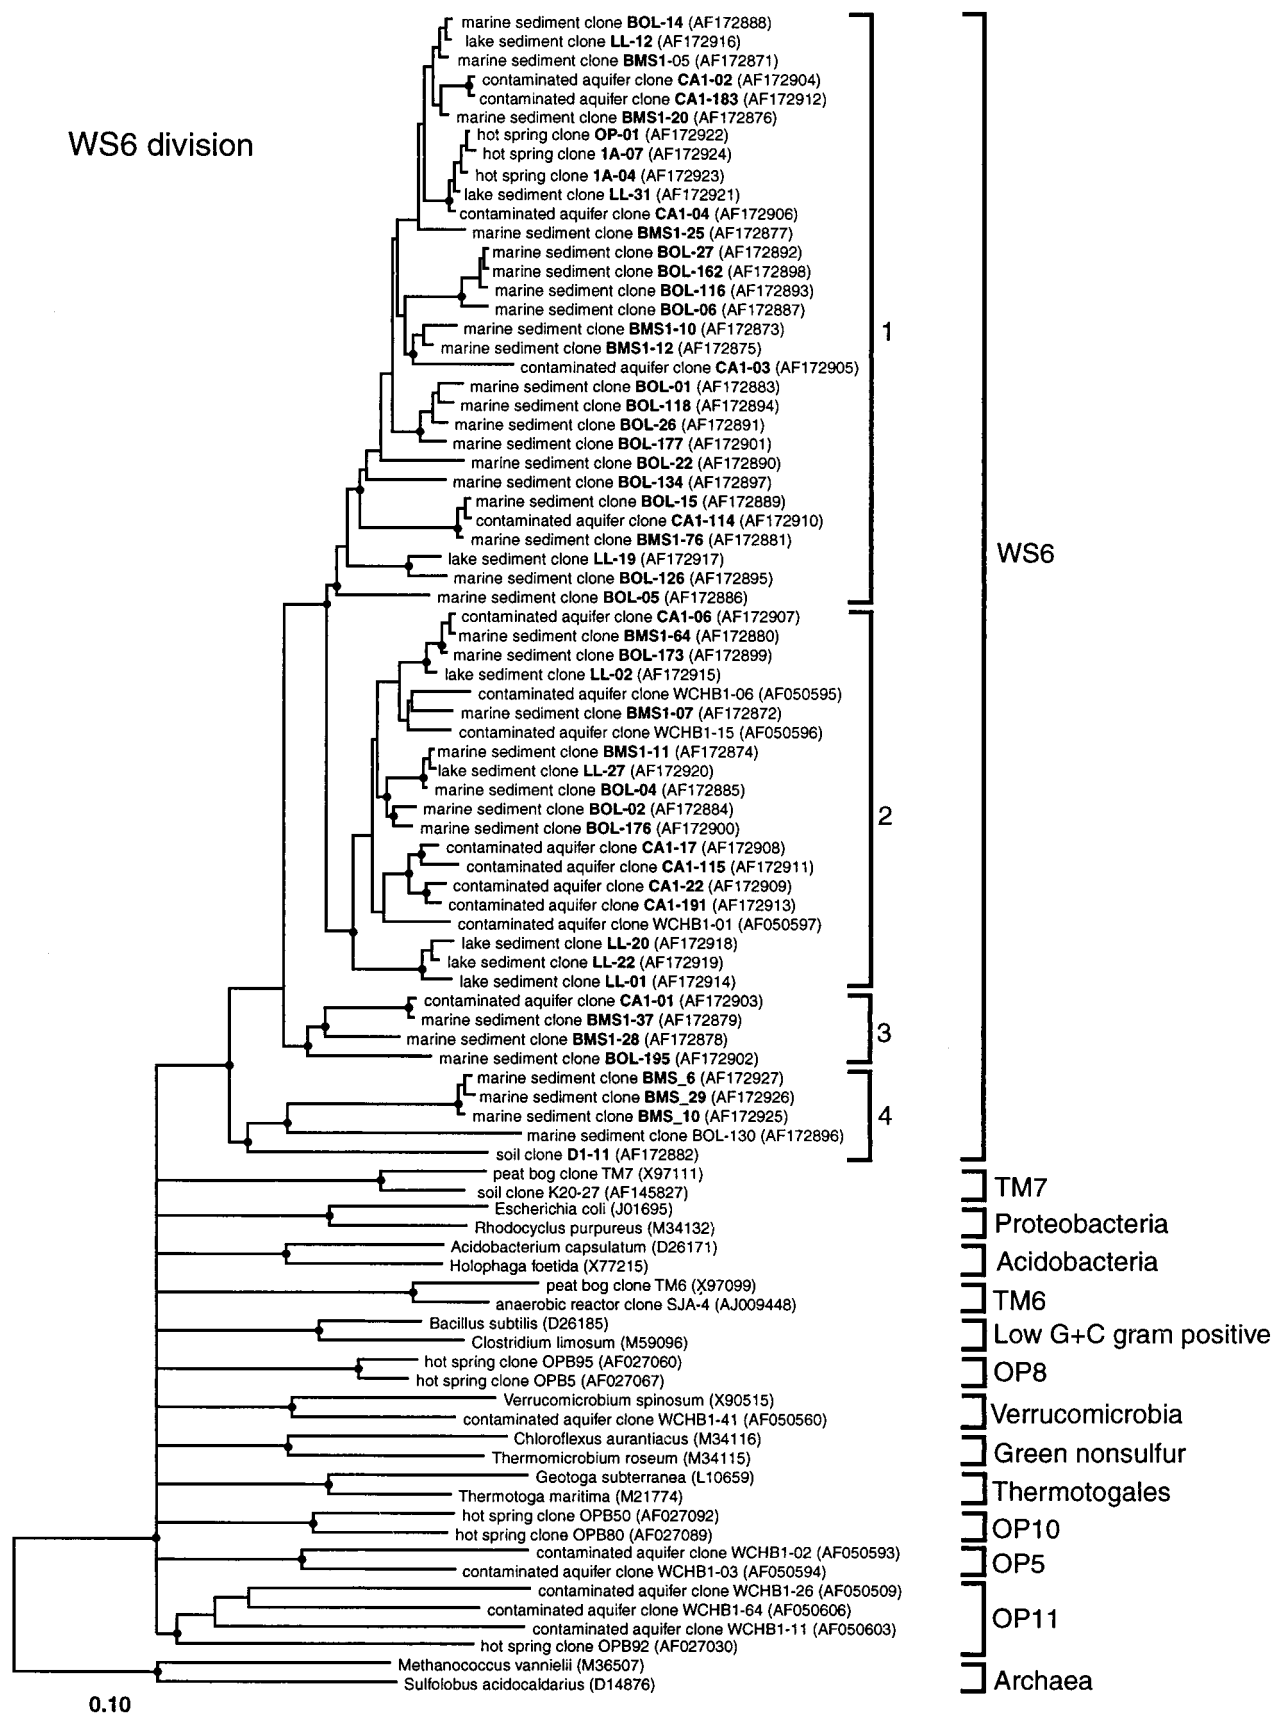 marine sediment clone BOL-14 (AF172888)
lake sediment clone LL-12 (AF172916)
marine sediment clone BMS1-05 (AF172871)
contaminated aquifer clone CA1-02 (AF172904)
contaminated aquifer clone CA1-183 (AF172912)
marine sediment clone BMS1-20 (AF172876)
WS6 division
hot spring clone OP-01 (AF172922)
hot spring clone 1A-07 (AF172924)
hot spring clone 1A-04 (AF172923)
lake sediment clone LL-31 (AF172921)
contaminated aquifer clone CA1-04 (AF172906)
marine sediment clone BMS1-25 (AF172877)
marine sediment clone BOL-27 (AF172892)
marine sediment clone BOL-162 (AF172898)
marine sediment clone BOL-116 (AF172893)
marine sediment clone BOL-06 (AF172887)
marine sediment clone BMS1-10 (AF172873)
1
marine sediment clone BMS1-12 (AF172875)
contaminated aquifer clone CA1-03 (AF172905)
marine sediment clone BOL-01 (AF172883)
marine sediment clone BOL-118 (AF172894)
marine sediment clone BOL-26 (AF172891)
marine sediment clone BOL-177 (AF172901)
marine sediment clone BOL-22 (AF172890)
marine sediment clone BOL-134 (AF172897)
marine sediment clone BOL-15 (AF172889)
contaminated aquifer clone CA1-114 (AF172910)
marine sediment clone BMS1-76 (AF172881)
WS6
lake sediment clone LL-19 (AF172917)
marine sediment clone BOL-126 (AF172895)
marine sediment clone BOL-05 (AF172886)
contaminated aquifer clone CA1-06 (AF172907)
marine sediment clone BMS1-64 (AF172880)
marine sediment clone BOL-173 (AF172899)
lake sediment clone LL-02 (AF172915)
contaminated aquifer clone WCHB1-06 (AF050595)
marine sediment clone BMS1-07 (AF172872)
contaminated aquifer clone WCHB1-15 (AF050596)
marine sediment clone BMS1-11 (AF172874)
lake sediment clone LL-27 (AF172920)
marine sediment clone BOL-04 (AF172885)
marine sediment clone BOL-02 (AF172884)
2
marine sediment clone BOL-176 (AF172900)
contaminated aquifer clone CA1-17 (AF172908)
contaminated aquifer clone CA1-115 (AF172911)
contaminated aquifer clone CA1-22 (AF172909)
contaminated aquifer clone CA1-191 (AF172913)
contaminated aquifer clone WCHB1-01 (AF050597)
lake sediment clone LL-20 (AF172918)
lake sediment clone LL-22 (AF172919)
lake sediment clone LL-01 (AF172914)
contaminated aquifer clone CA1-01 (AF172903)
marine sediment clone BMS1-37 (AF172879)
3
marine sediment clone BMS1-28 (AF172878)
marine sediment clone BOL-195 (AF172902)
marine sediment clone BMS_6 (AF172927)
marine sediment clone BMS_29 (AF172926)
marine sediment clone BMS_10 (AF172925)
4
marine sediment clone BOL-130 (AF172896)
soil clone D1-11 (AF172882)
peat bog clone TM7 (X97111)
TM7
soil clone K20-27 (AF145827)
Escherichia coli (J01695)
Proteobacteria
Rhodocyclus purpureus (M34132)
Acidobacterium capsulatum (D26171)
Acidobacteria
Holophaga foetida (X77215)
peat bog clone TM6 (X97099)
TM6
anaerobic reactor clone SJA-4 (AJ009448)
Bacillus subtilis (D26185)
Low G+C gram positive
Clostridium limosum (M59096)
hot spring clone OPB95 (AF027060)
OP8
hot spring clone OPB5 (AF027067)
Verrucomicrobium spinosum (X90515)
Verrucomicrobia
contaminated aquifer clone WCHB1-41 (AF050560)
Chloroflexus aurantiacus (M34116)
Green nonsulfur
Thermomicrobium roseum (M34115)
Geotoga subterranea (L10659)
Thermotogales
Thermotoga maritima (M21774)
hot spring clone OPB50 (AF027092)
OP10
hot spring clone OPB80 (AF027089)
contaminated aquifer clone WCHB1-02 (AF050593)
OP5
contaminated aquifer clone WCHB1-03 (AF050594)
contaminated aquifer clone WCHB1-26 (AF050509)
contaminated aquifer clone WCHB1-64 (AF050606)
OP11
contaminated aquifer clone WCHB1-11 (AF050603)
hot spring clone OPB92 (AF027030)
Methanococcus vannielii (M36507)
Archaea
Sulfolobus acidocaldarius (D14876)
0.10